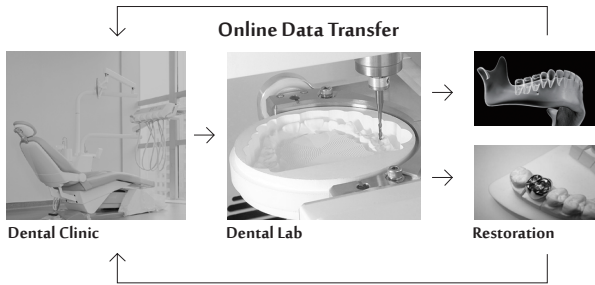 Online Data Transfer
Dental Clinic
Dental Lab
Restoration